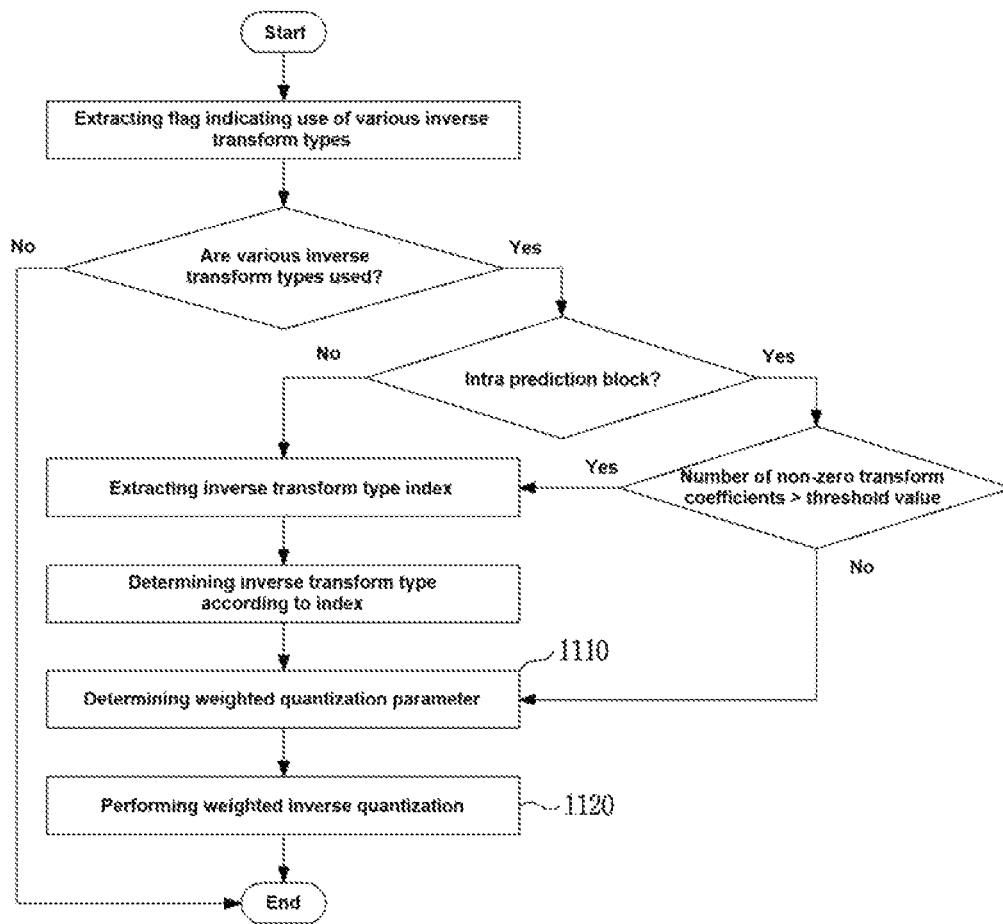 Start
Extracting flag indicating use of various inverse
transform types
No
Are various inverse
transform types used?
Yes
No
Intra prediction block?
Yes
Extracting inverse transform type index
Yes
Number of non-zero transform
coefficients > threshold value
No
Determining inverse transform type
according to index
1110
Determining weighted quantization parameter
Performing weighted inverse quantization
1120
End